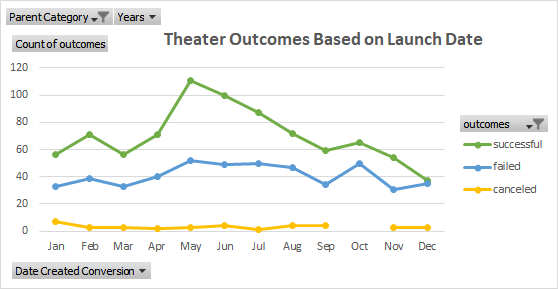 Parent Category Years
Theater Outcomes Based on Launch Date
Count of outcomes
120
100
80
60
40
20
0
Jan Feb Mar Apr May Jun Jul Aug Sep Oct Nov Dec
outcomes
successful
failed
canceled
Date Created Conversion